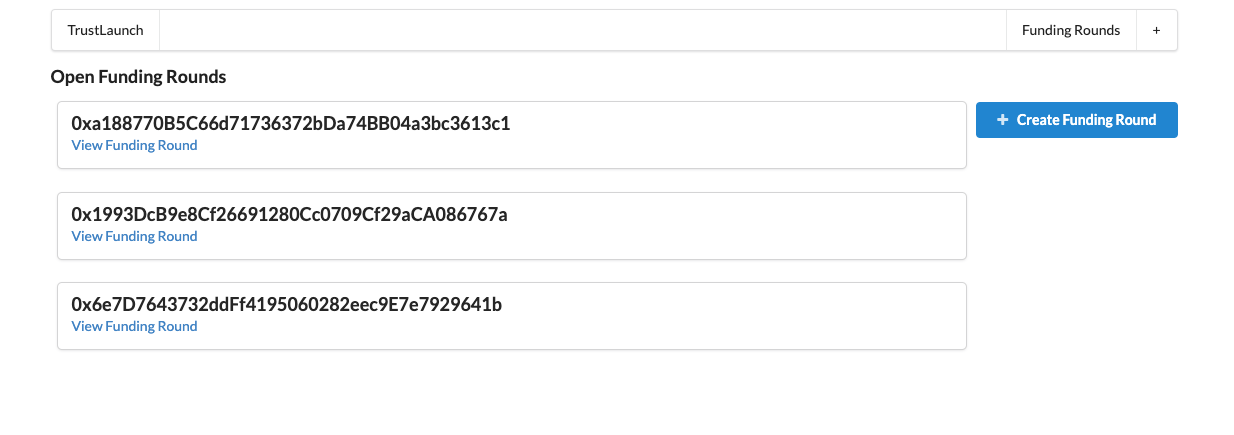 TrustLaunch
Funding Rounds
+
Open Funding Rounds
0xa188770B5C66d71736372bDa74BB04a3bc3613c1
View Funding Round
+ Create Funding Round
0x1993DcB9e8Cf26691280Cc0709Cf29aCA086767a
View Funding Round
0x6e7D7643732ddFf4195060282eec9E7e7929641b
View Funding Round